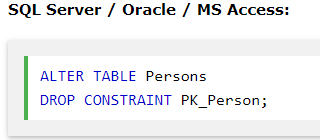 SQL Server / Oracle / MS Access:
ALTER TABLE Persons
DROP CONSTRAINT PK_Person;